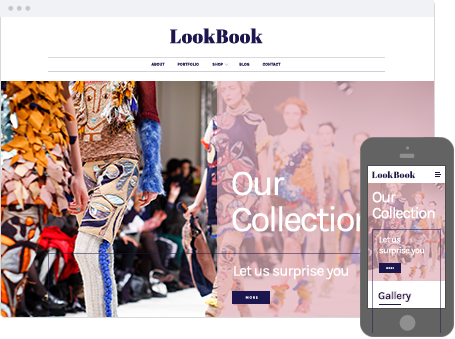 LookBook
ABOUT PORTFOLIO SHOP BLOG CONTACT
Our
Collection
Let us surprise you
MORE
LookBook
Our
Collection
Let us
surprise you
MORE
Gallery